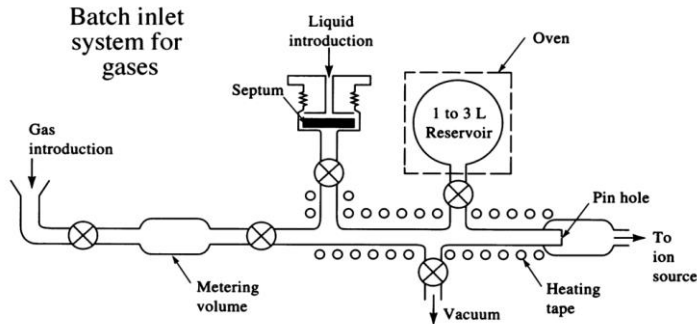 Batch inlet
system for
gases
Liquid
introduction
Oven
Septum
1 to 3 L
Reservoir
Gas
introduction
Pin hole
To
ion
source
Metering
volume
Vacuum
Heating
tape